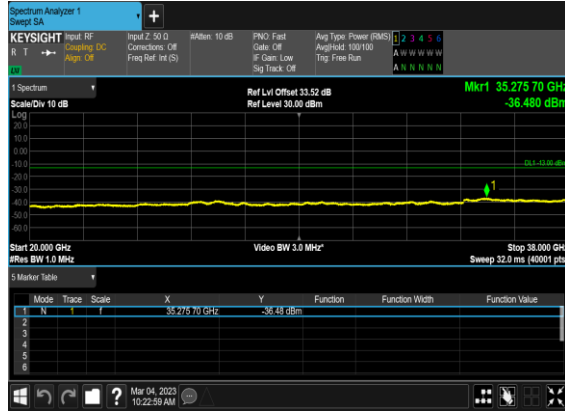 Spectrum Analyzer 1
Swept SA
+
KEYSIGHT Input: RF Input Z: 50 Ω #Atten: 10 dB PNO: Fast Avg Type: Power (RMS) 1 2 3 4 5 6
R T Coupling: DC Corrections: Off Gate: Off Avg|Hold: 100/100 A W W W W W
Align: Off Freq Ref: Int (S) IF Gain: Low Trig: Free Run
Sig Track: Off A N N N N N
1 Spectrum Ref Lvl Offset 33.52 dB Mkr1 35.275 70 GHz
Scale/Div 10 dB Ref Level 30.00 dBm -36.480 dBm
Log
20.0
10.0
0.00
-10.0 DL1 -13.00 dBm
-20.0
-30.0 1
-40.0
-50.0
-60.0
Start 20.000 GHz Video BW 3.0 MHz* Stop 38.000 GHz
#Res BW 1.0 MHz Sweep 32.0 ms (40001 pts)
5 Marker Table
Mode Trace Scale X Y Function Function Width Function Value
1 N 1 f 35.275 70 GHz -36.48 dBm
2
3
4
5
6
? Mar 04, 2023
10:22:59 AM